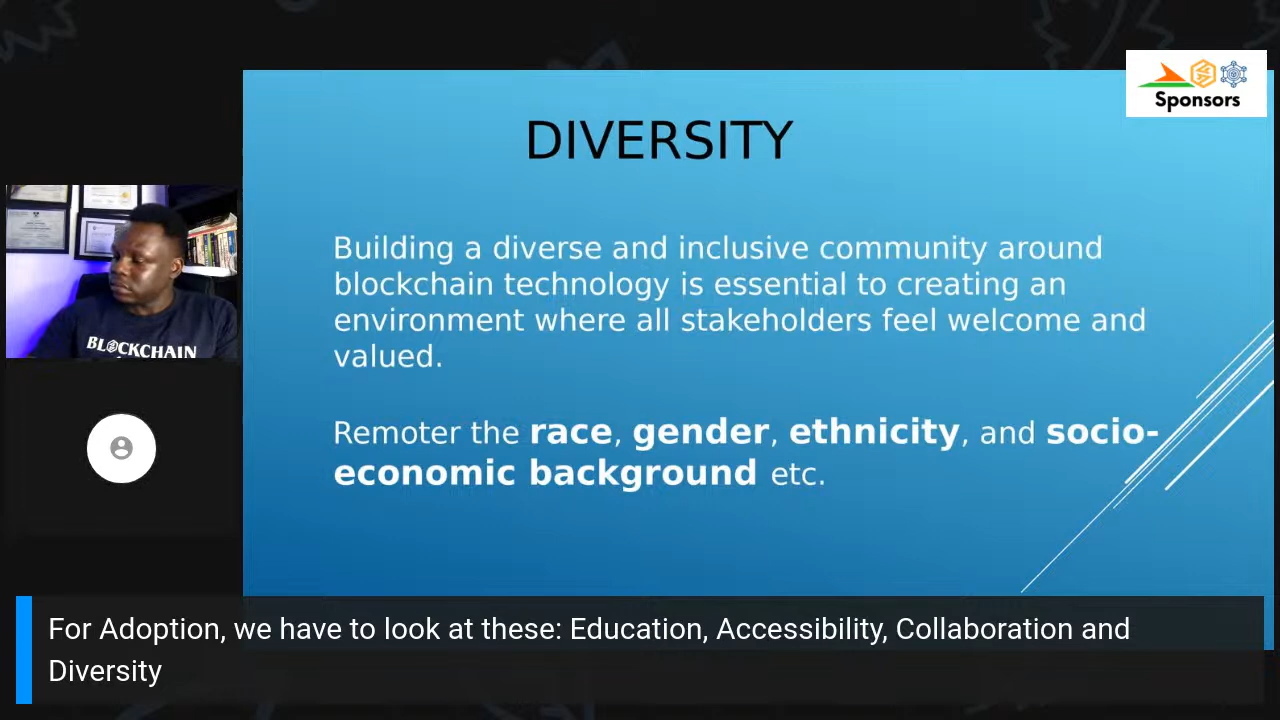 Sponsors
DIVERSITY
Building a diverse and inclusive community around
blockchain technology is essential to creating an
environment where all stakeholders feel welcome and
valued.
Remoter the race, gender, ethnicity, and socio-
economic background etc.
BLOCKCHAIN
For Adoption, we have to look at these: Education, Accessibility, Collaboration and
Diversity